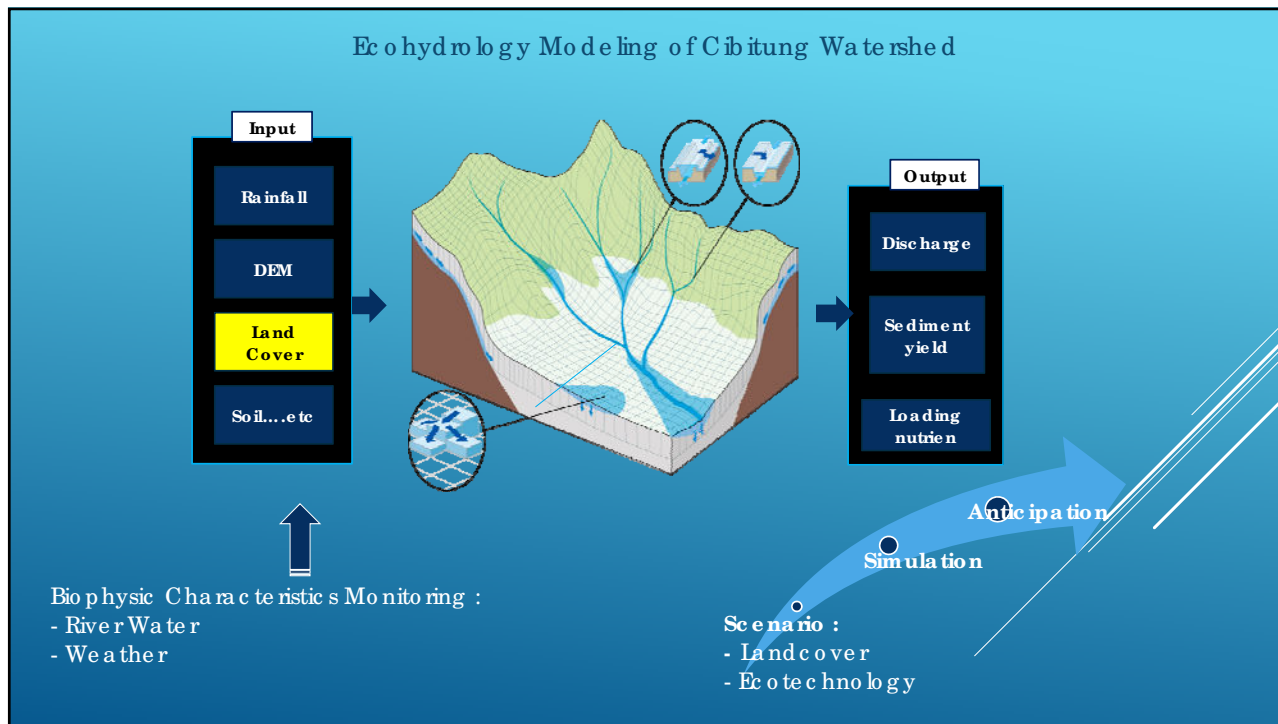 Ecohydrology Modeling of Cibitung Watershed
Input
Rainfall
DEM
Land
Cover
Soil....etc
Output
Discharge
Sediment
yield
Loading
nutrien
Anticipation
Simulation
Biophysic Characteristics Monitoring :
- River Water
- Weather
Scenario :
- Landcover
- Ecotechnology